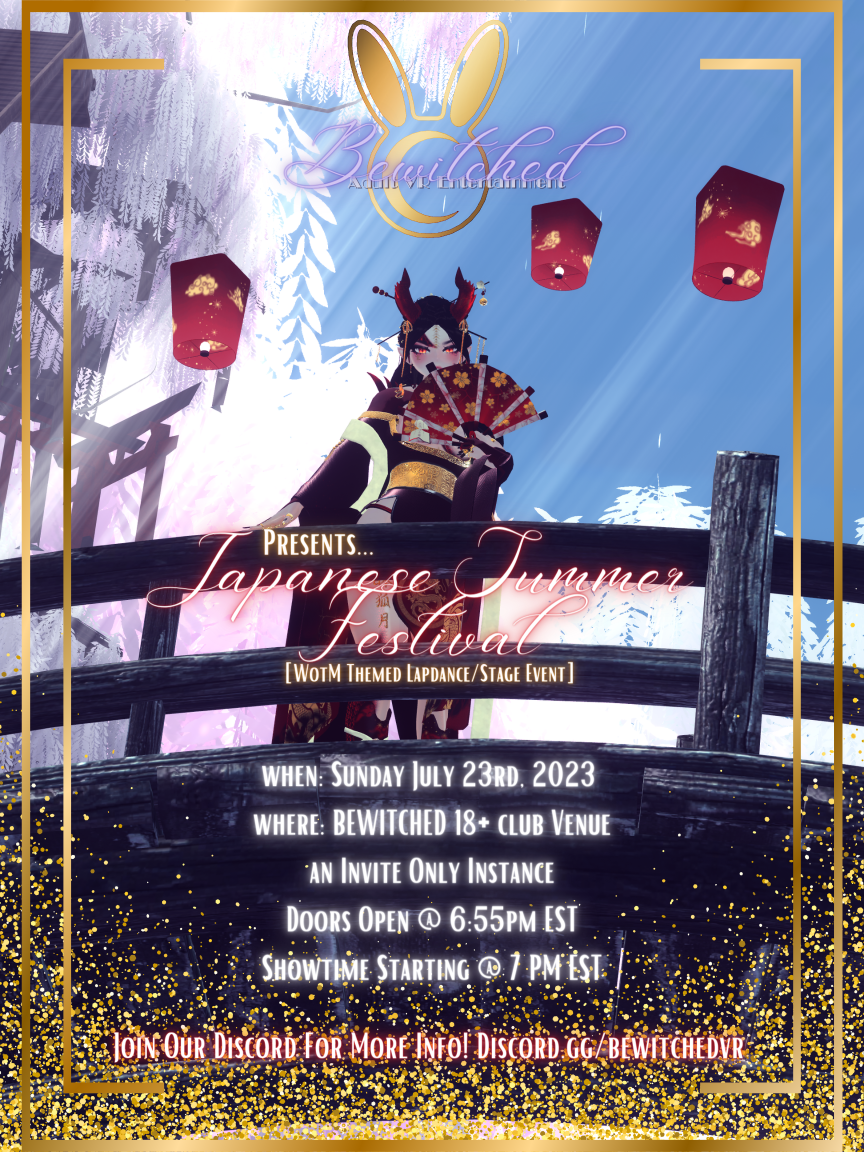 Bewitched
Adult VR Entertainment
Presents...
Japanese Summer
Festival
[WotM Themed Lapdance/Stage Event]
when: Sunday July 23rd, 2023
where: BEWITCHED 18+ club Venue
an Invite Only Instance
Doors Open @ 6:55pm EST
Showtime Starting @ 7 PM EST
Join Our Discord For More Info! Discord.gg/bewitchedvr